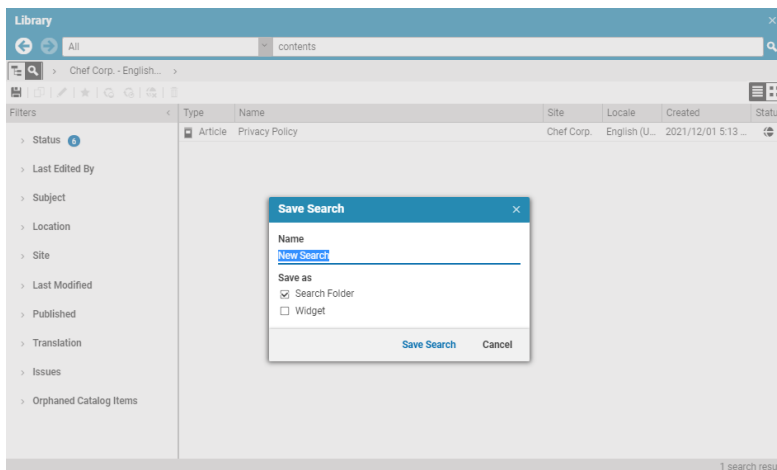 Library
All contents
Chef Corp. - English...
Filters Type Name Site Locale Created Statu
Status 6
Article Privacy Policy Chef Corp. English (U... 2021/12/01 5:13 ...
Last Edited By
Subject
Location
Site
Last Modified
Published
Translation
Issues
Orphaned Catalog Items
Save Search
Name
New Search
Save as
Search Folder
Widget
Save Search Cancel
1 search resu